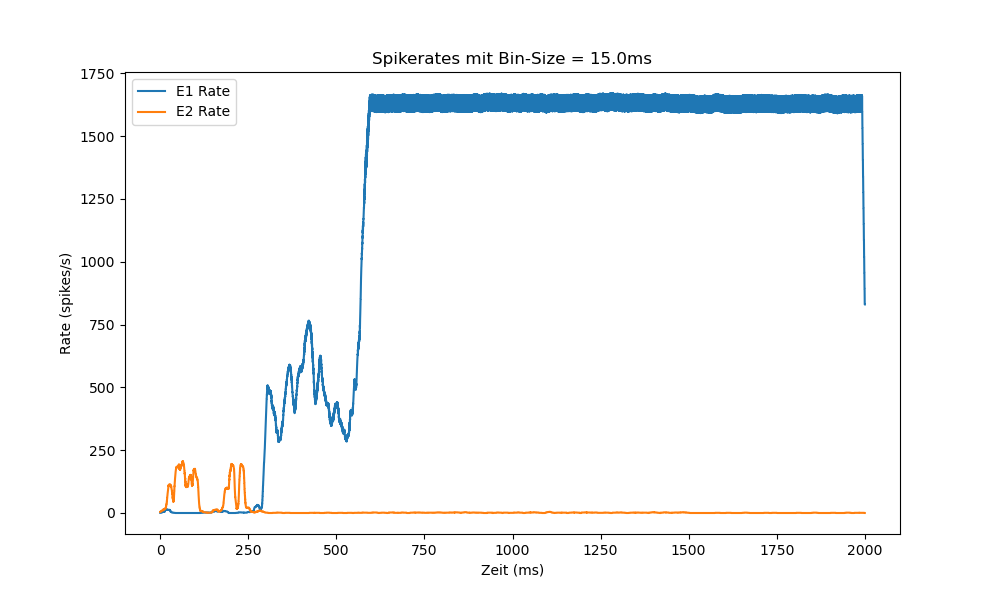 Spikerates mit Bin-Size = 15.0ms
E1 Rate
E2 Rate
1750
1500
1250
1000
750
500
250
0
Rate (spikes/s)
0 250 500 750 1000 1250 1500 1750 2000
Zeit (ms)